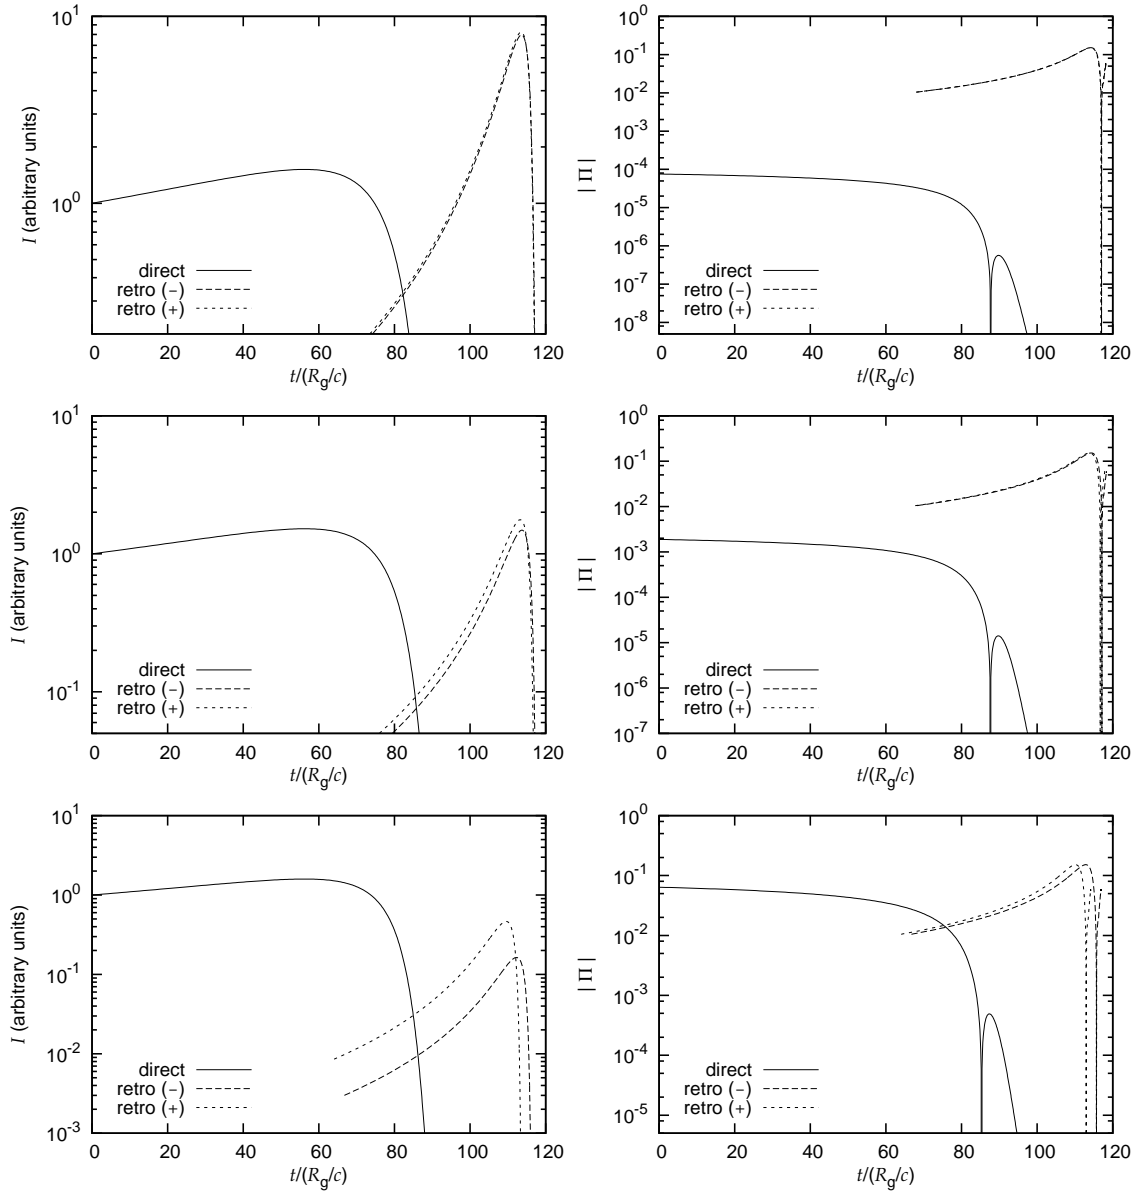 10^1
10^0
I (arbitrary units)
direct
retro (−)
retro (+)
0 20 40 60 80 100 120
t/(R_g/c)
10^0
10^-1
10^-2
10^-3
10^-4
10^-5
10^-6
10^-7
10^-8
| Π |
direct
retro (−)
retro (+)
0 20 40 60 80 100 120
t/(R_g/c)
10^1
10^0
10^-1
I (arbitrary units)
direct
retro (−)
retro (+)
0 20 40 60 80 100 120
t/(R_g/c)
10^0
10^-1
10^-2
10^-3
10^-4
10^-5
10^-6
10^-7
| Π |
direct
retro (−)
retro (+)
0 20 40 60 80 100 120
t/(R_g/c)
10^1
10^0
10^-1
10^-2
10^-3
I (arbitrary units)
direct
retro (−)
retro (+)
0 20 40 60 80 100 120
t/(R_g/c)
10^0
10^-1
10^-2
10^-3
10^-4
10^-5
| Π |
direct
retro (−)
retro (+)
0 20 40 60 80 100 120
t/(R_g/c)